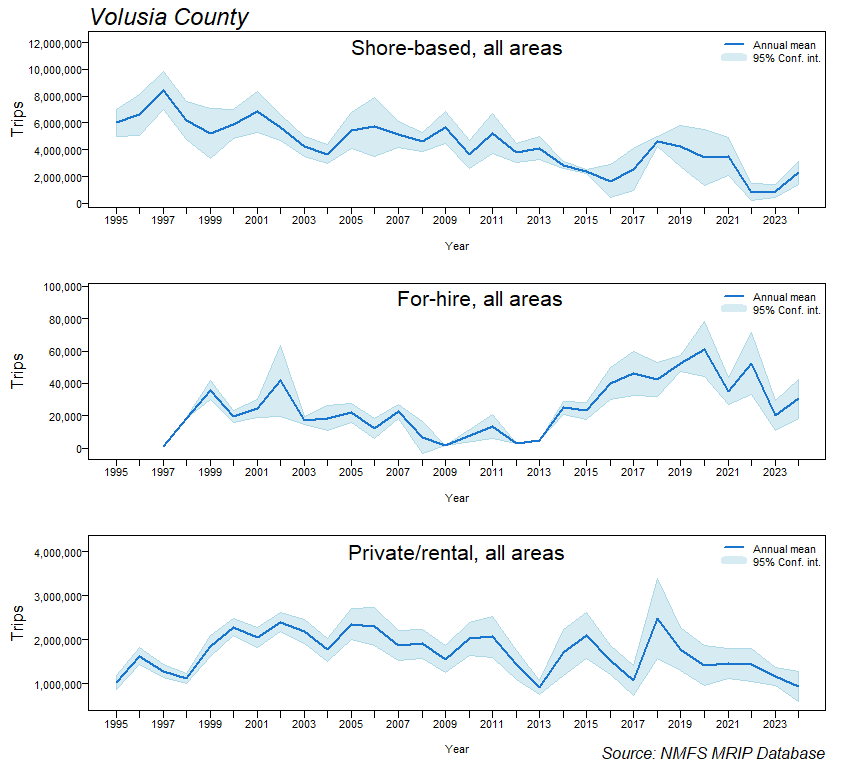 Volusia County
Shore-based, all areas
Annual mean
95% Conf. int.
Trips
12,000,000
10,000,000
8,000,000
6,000,000
4,000,000
2,000,000
0
1995 1997 1999 2001 2003 2005 2007 2009 2011 2013 2015 2017 2019 2021 2023
Year
For-hire, all areas
Annual mean
95% Conf. int.
Trips
100,000
80,000
60,000
40,000
20,000
0
1995 1997 1999 2001 2003 2005 2007 2009 2011 2013 2015 2017 2019 2021 2023
Year
Private/rental, all areas
Annual mean
95% Conf. int.
Trips
4,000,000
3,000,000
2,000,000
1,000,000
1995 1997 1999 2001 2003 2005 2007 2009 2011 2013 2015 2017 2019 2021 2023
Year
Source: NMFS MRIP Database